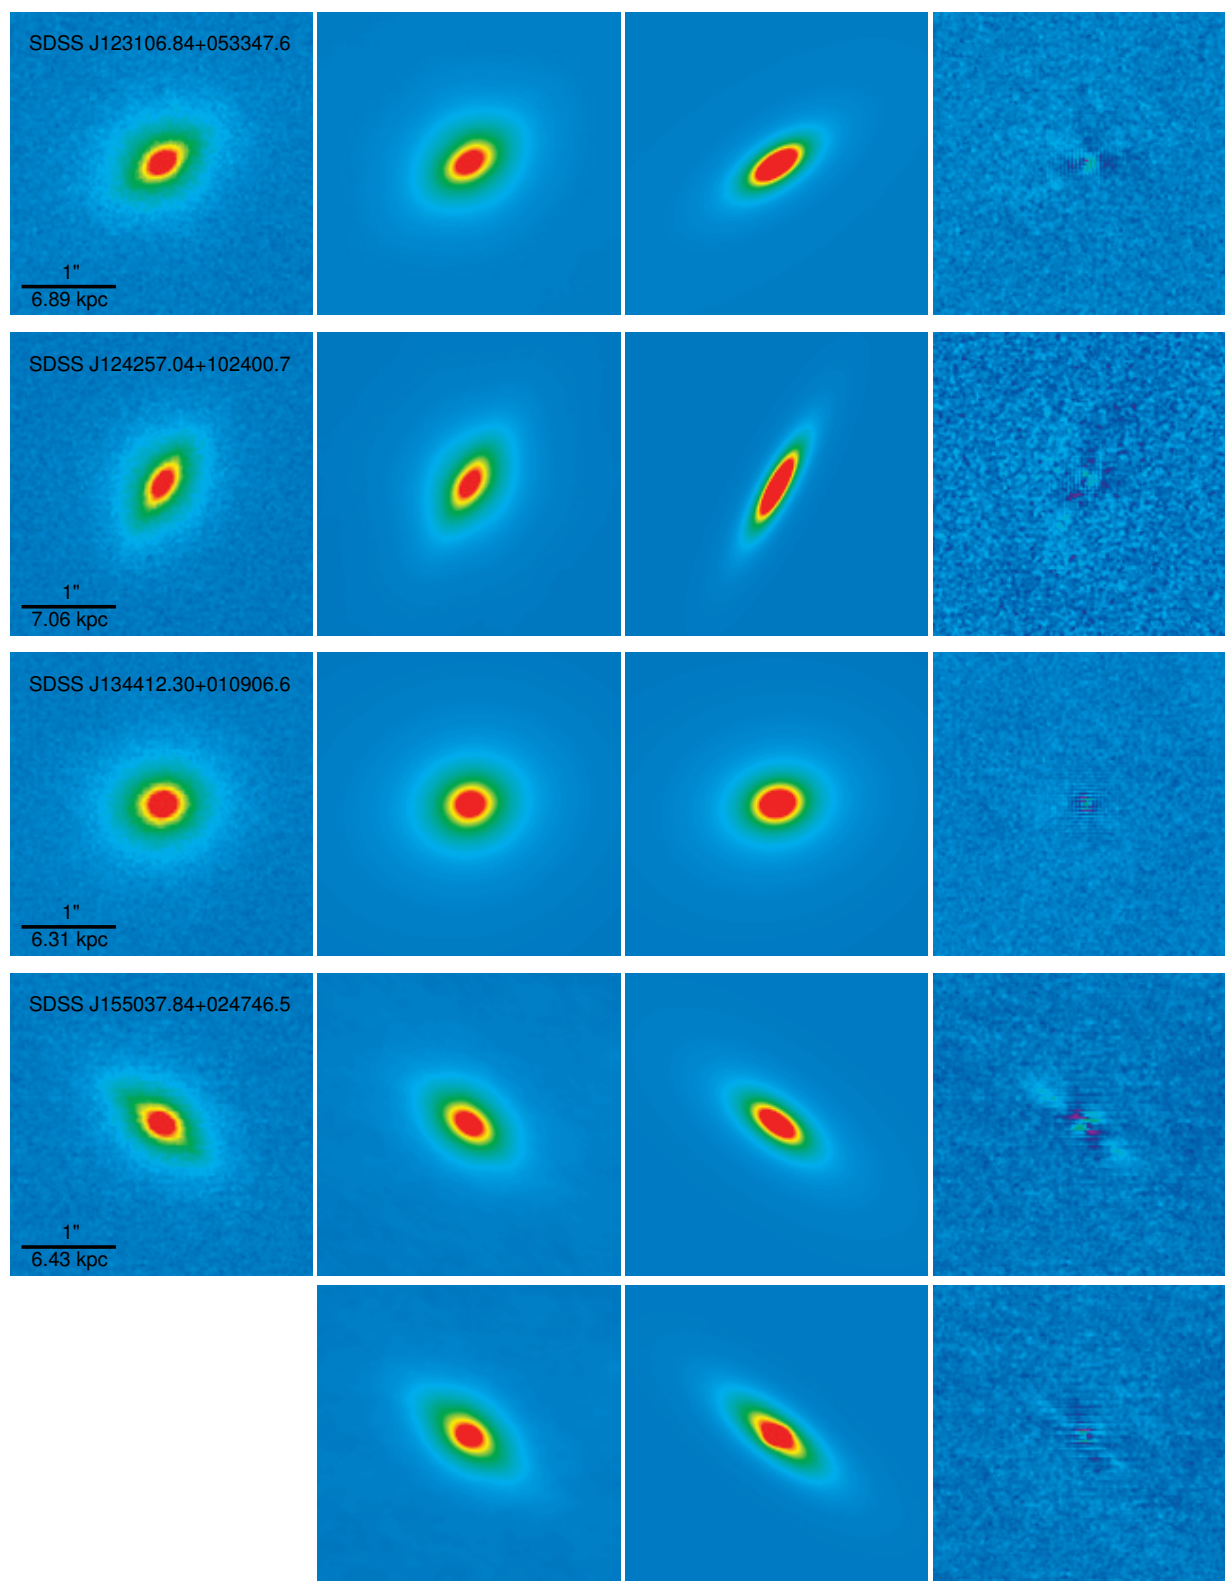 SDSS J123106.84+053347.6
1"
6.89 kpc
SDSS J124257.04+102400.7
1"
7.06 kpc
SDSS J134412.30+010906.6
1"
6.31 kpc
SDSS J155037.84+024746.5
1"
6.43 kpc